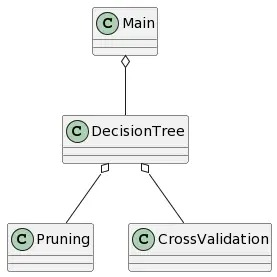 C Main
C DecisionTree
C Pruning
C CrossValidation